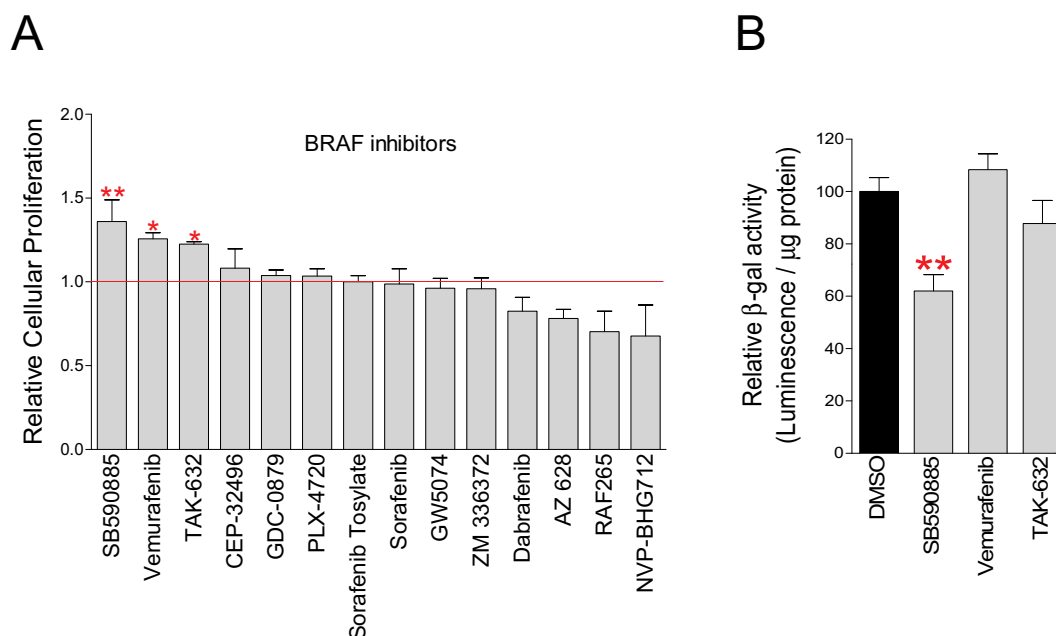 A
Relative Cellular Proliferation
2.0
1.5
1.0
0.5
0.0
BRAF inhibitors
**
*
*
SB590885
Vemurafenib
TAK-632
CEP-32496
GDC-0879
PLX-4720
Sorafenib Tosylate
Sorafenib
GW5074
ZM 336372
Dabrafenib
AZ 628
RAF265
NVP-BHG712
B
Relative β-gal activity
(Luminescence / μg protein)
120
100
80
60
40
20
0
**
DMSO
SB590885
Vemurafenib
TAK-632